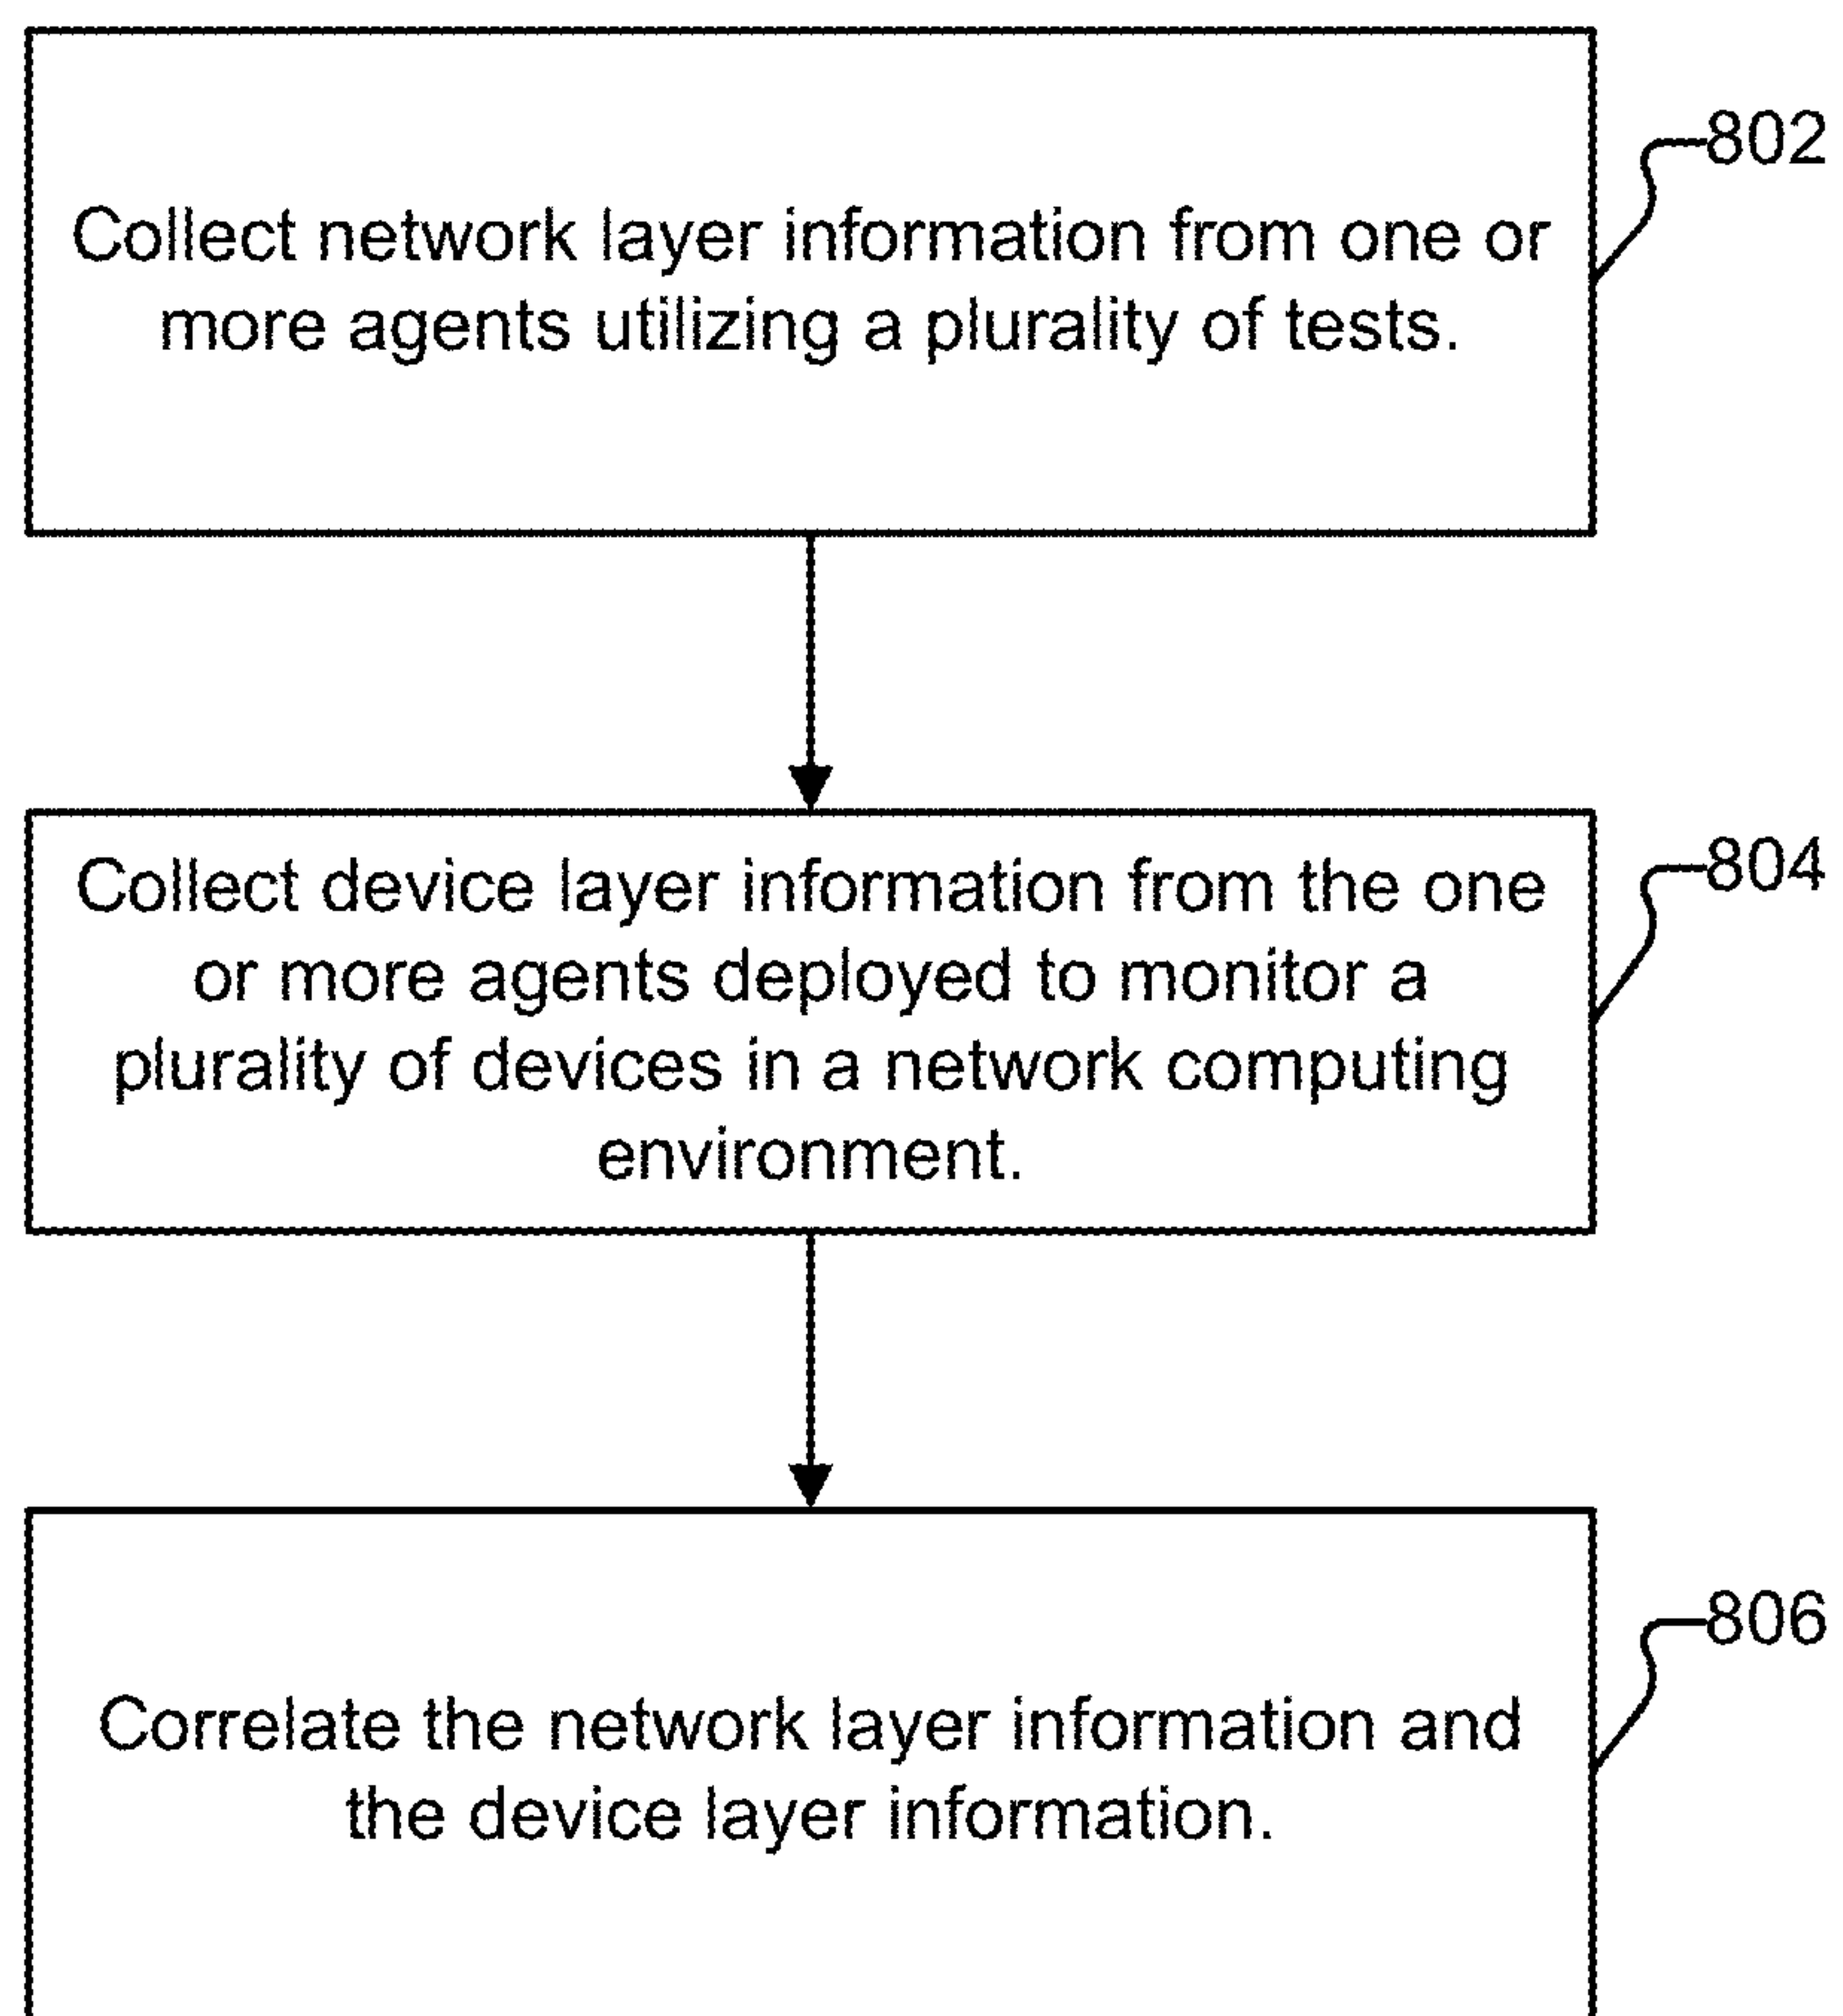 802
Collect network layer information from one or
more agents utilizing a plurality of tests.
804
Collect device layer information from the one
or more agents deployed to monitor a
plurality of devices in a network computing
environment.
806
Correlate the network layer information and
the device layer information.